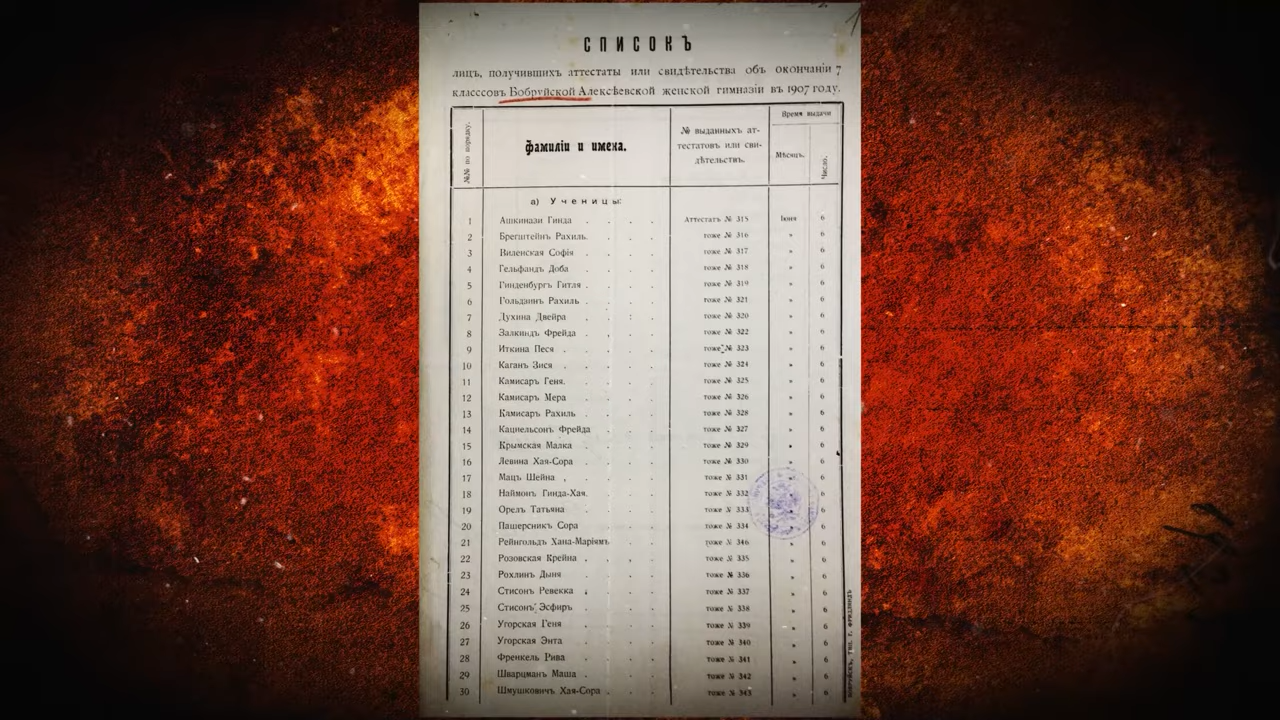 СПИСОКЪ
лицъ, получившихъ аттестаты или свидѣтельства объ окончаніи 7
класссовъ Бобруйской Алексѣевской женской гимназіи въ 1907 году.
№№ по порядку.
Фамиліи и имена.
№ выданныхъ ат-
тестатовъ или сви-
дѣтельствъ.
Время выдачи
Мѣсяцъ.
Число.
а) Ученицы:
1 Ашкинази Гинда . . . . Аттестатъ № 315 Іюня 6
2 Брегштейнъ Рахиль. . . . тоже № 316 " 6
3 Виленская Софія . . . тоже № 317 " 6
4 Гельфандъ Доба . . . тоже № 318 " 6
5 Гинденбургъ Гитля . . . . тоже № 319 " 6
6 Гольдинъ Рахиль . . . . тоже № 321 " 6
7 Духина Двейра . : . тоже № 320 " 6
8 Залкиндъ Фрейда . . . . тоже № 322 " 6
9 Иткина Песя . . . . тоже № 323 " 6
10 Каганъ Зися . . . . тоже № 324 " 6
11 Камисаръ Геня. . . . . тоже № 325 " 6
12 Камисаръ Мера . . . . тоже № 326 " 6
13 Камисаръ Рахиль . . . . тоже № 328 " 6
14 Кацнельсонъ Фрейда . . . тоже № 327 " 6
15 Крымская Малка . . . . тоже № 329 " 6
16 Левина Хая-Сора . . . . тоже № 330 " 6
17 Мацъ Шейна , . . . тоже № 331 " 6
18 Наймонъ Гинда-Хая. . . . тоже № 332 " 6
19 Орелъ Татьяна . . . . тоже № 333 " 6
20 Пашерсникъ Сора . . . тоже № 334 " 6
21 Рейнгольдъ Хана-Маріямъ . . тоже № 346 " 6
22 Розовская Крейна . . . . тоже № 335 " 6
23 Рохлинъ Дыня . . . . тоже № 336 " 6
24 Стисонъ Ревекка . . . тоже № 337 " 6
25 Стисонъ Эсфиръ . . . . тоже № 338 " 6
26 Угорская Геня . . . . тоже № 339 " 6
27 Угорская Энта . . . . тоже № 340 " 6
28 Френкель Рива . . . . тоже № 341 " 6
29 Шварцманъ Маша . . . . тоже № 342 " 6
30 Шмушковичъ Хая-Сора . . . тоже № 343 " 6
БОБРУЙСКЪ, тип. Г. ФРИДЛАНДЪ